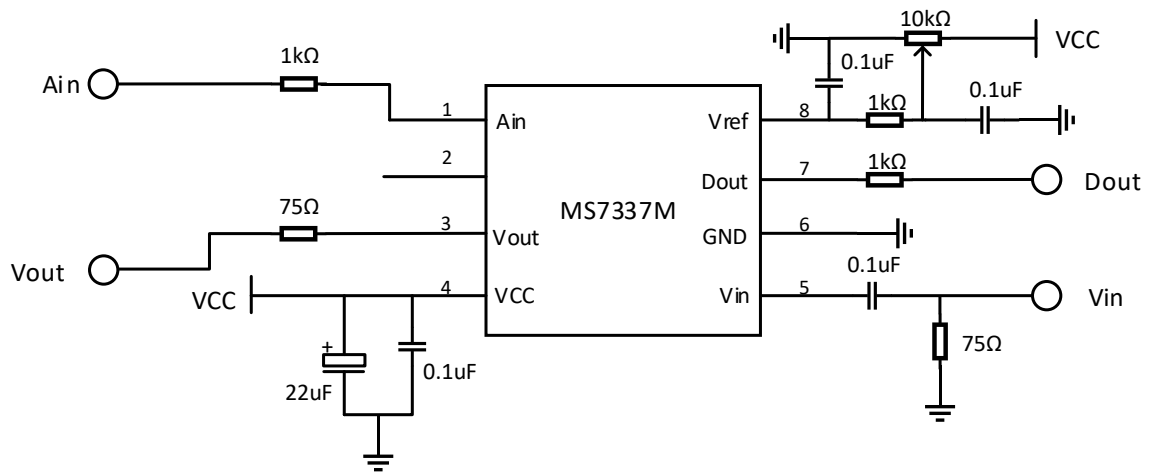 10kΩ
VCC
1kΩ
0.1uF
0.1uF
Ain
1
Ain
Vref
8
1kΩ
2
7
1kΩ
Dout
Dout
MS7337M
75Ω
3
Vout
GND
6
Vout
0.1uF
VCC
4
VCC
Vin
5
Vin
+
75Ω
22uF
0.1uF